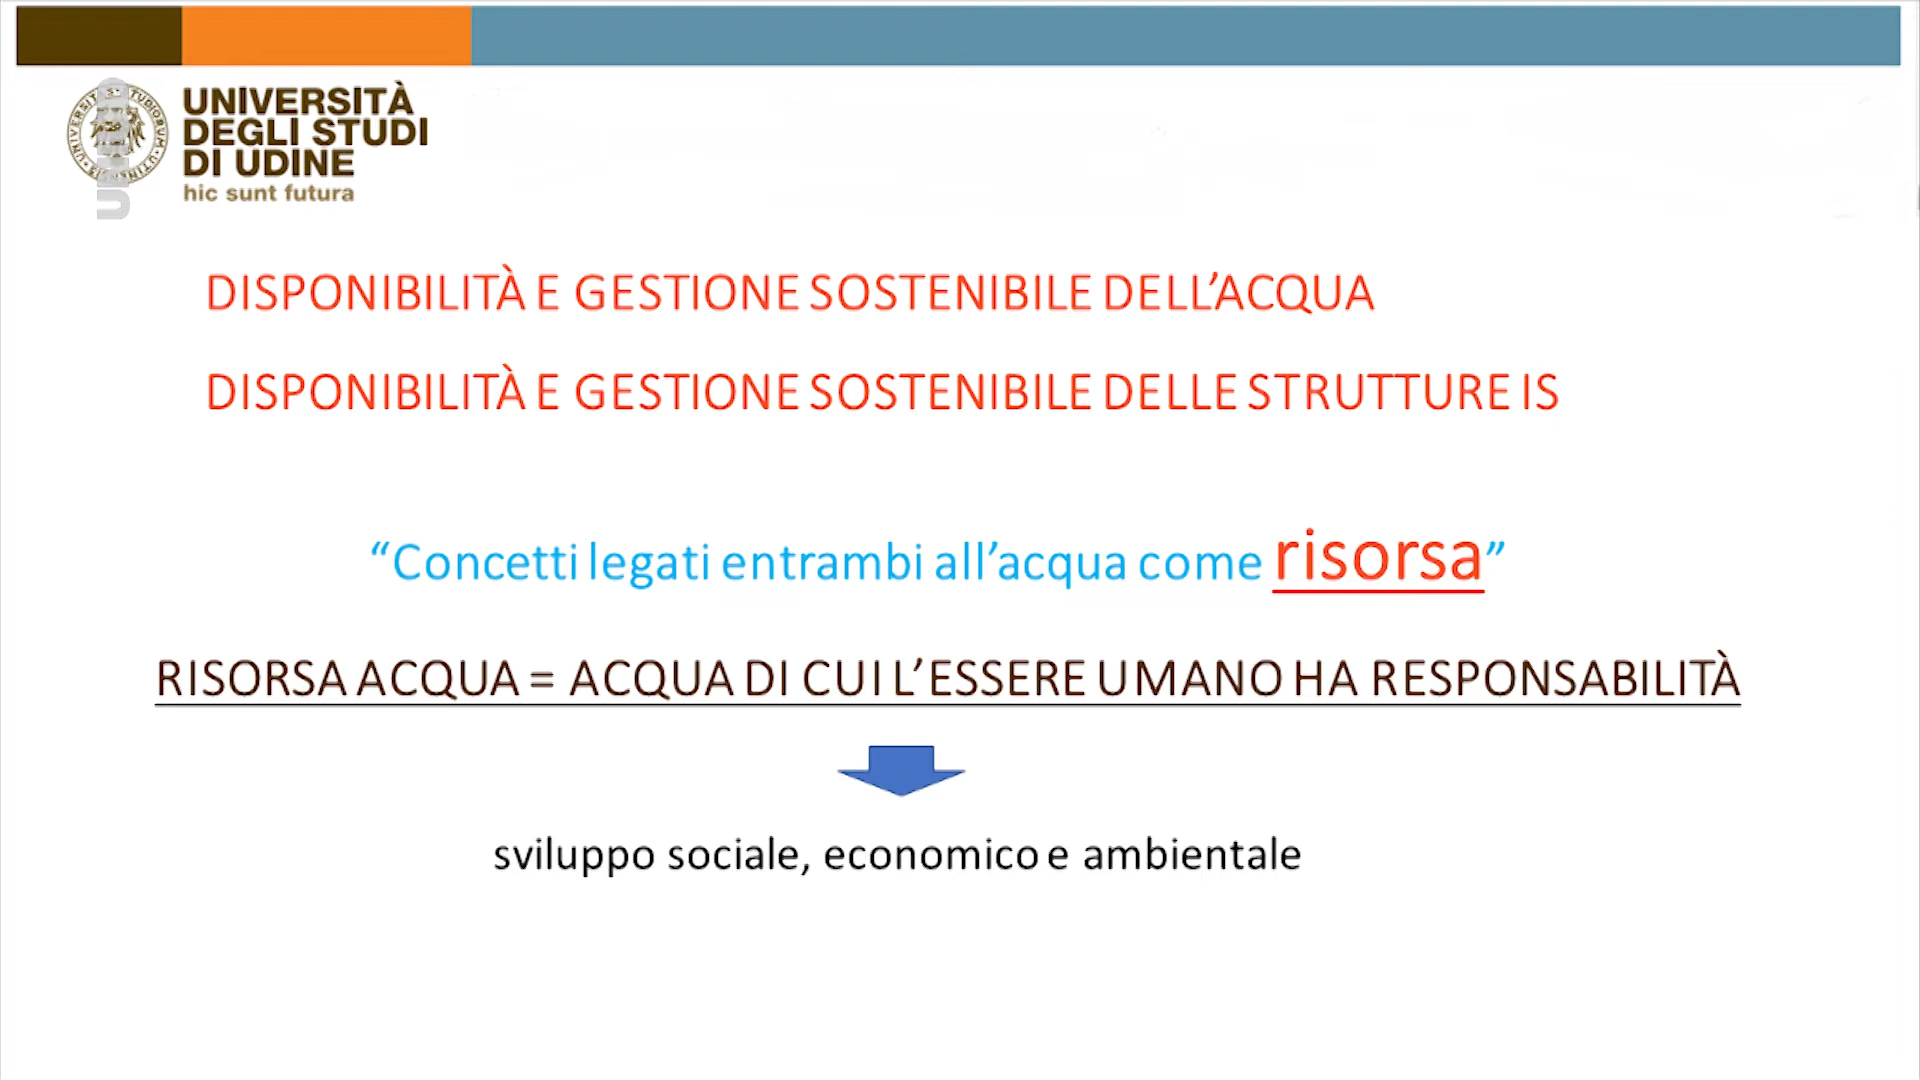 UNIVERSITÀ
DEGLI STUDI
DI UDINE
hic sunt futura
DISPONIBILITÀ E GESTIONE SOSTENIBILE DELL’ACQUA
DISPONIBILITÀ E GESTIONE SOSTENIBILE DELLE STRUTTURE IS
“Concetti legati entrambi all’acqua come risorsa”
RISORSA ACQUA = ACQUA DI CUI L’ESSERE UMANO HA RESPONSABILITÀ
sviluppo sociale, economico e ambientale